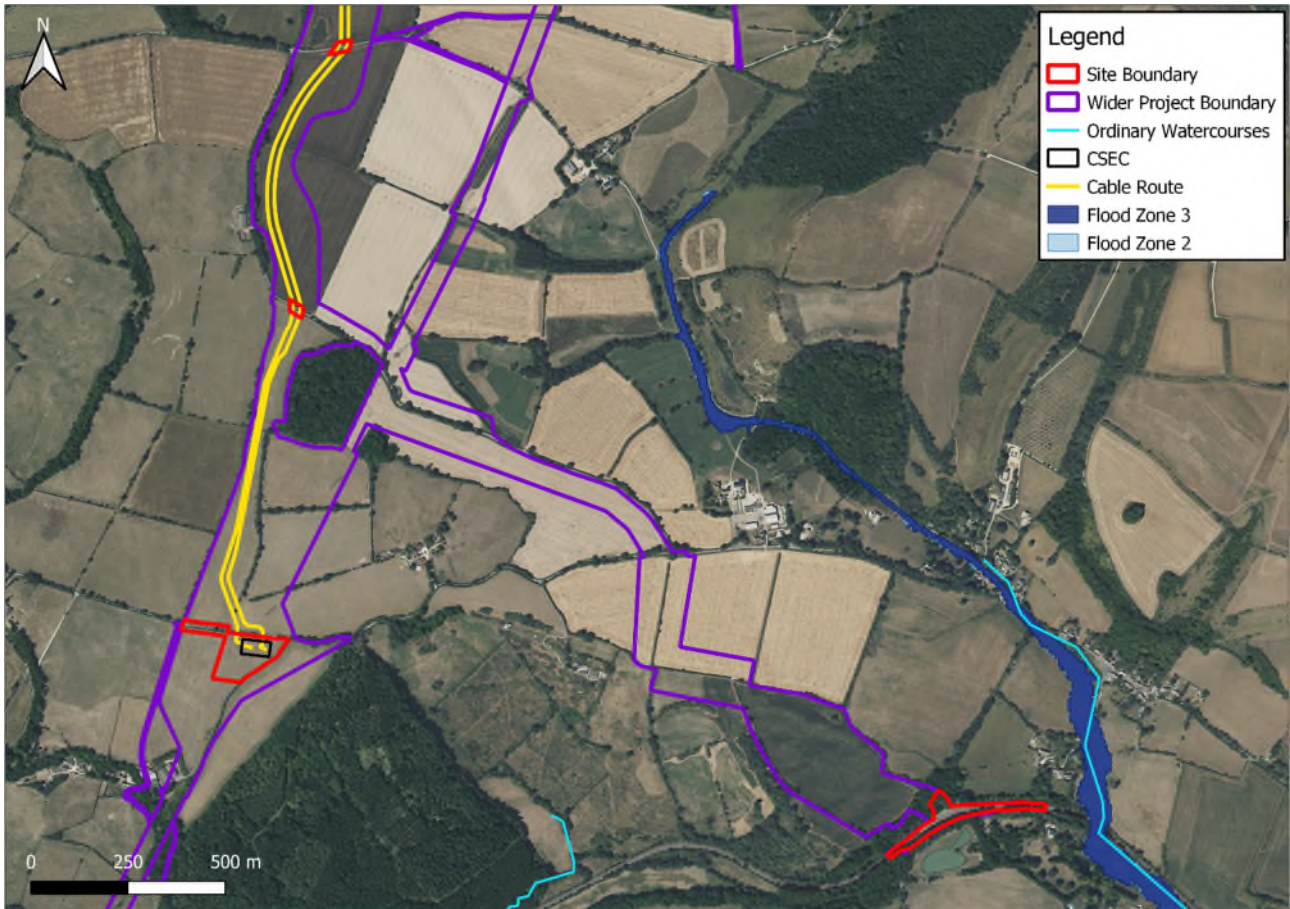 N
Legend
Site Boundary
Wider Project Boundary
Ordinary Watercourses
CSEC
Cable Route
Flood Zone 3
Flood Zone 2
0 250 500 m